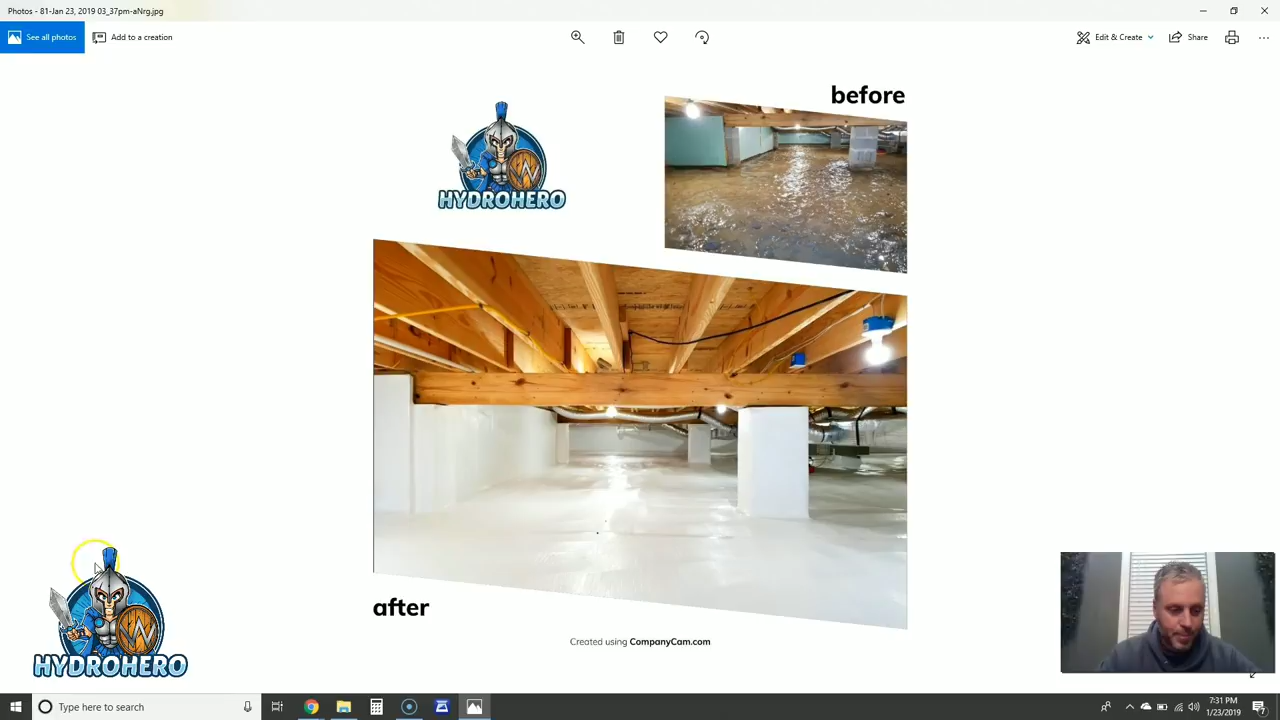 Photos - 81-Jan 23, 2019 03_37pm-aNrg.jpg
See all photos
Add to a creation
Edit & Create
Share
before
W
HYDROHERO
after
Created using CompanyCam.com
W
HYDROHERO
Type here to search
7:31 PM
1/23/2019
7